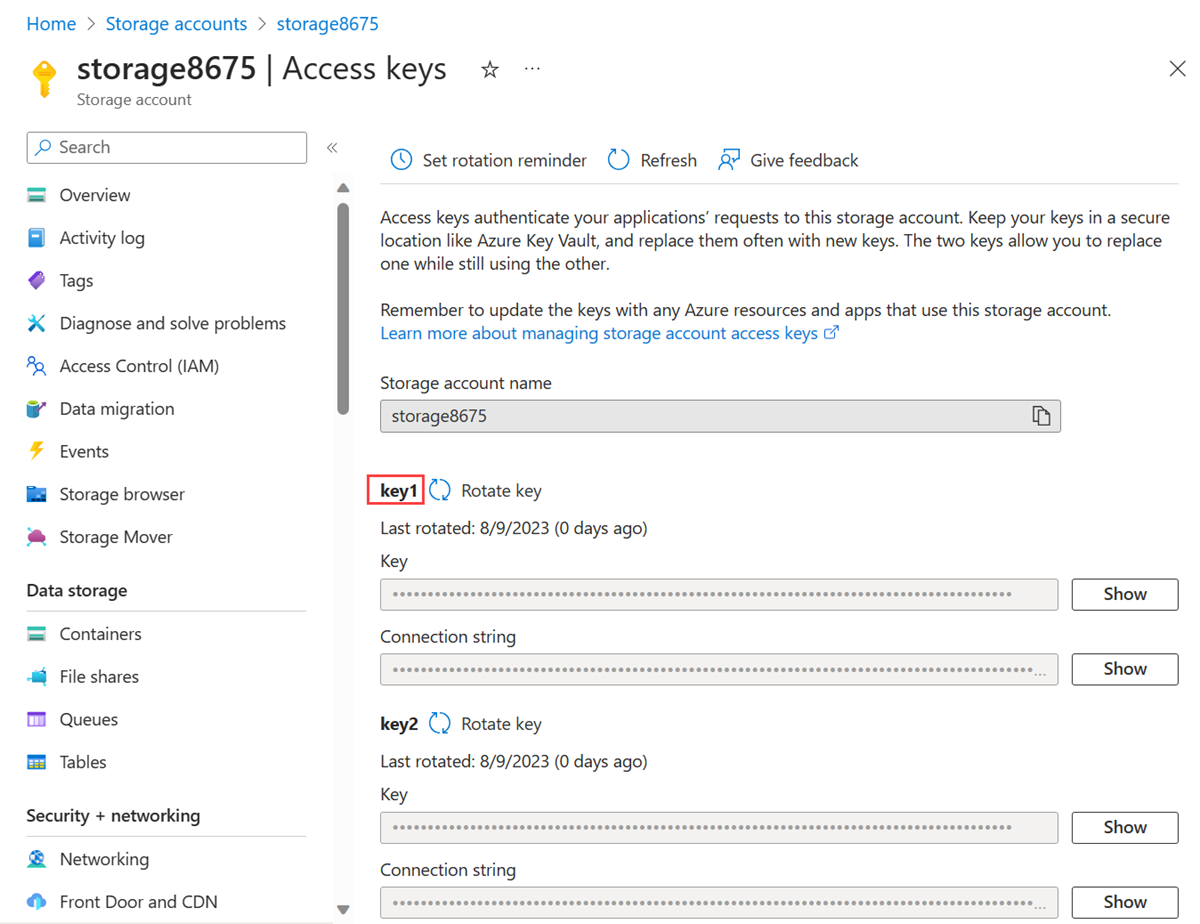 Home > Storage accounts > storage8675
storage8675 | Access keys
Storage account
Search
Overview
Activity log
Tags
Diagnose and solve problems
Access Control (IAM)
Data migration
Events
Storage browser
Storage Mover
Data storage
Containers
File shares
Queues
Tables
Security + networking
Networking
Front Door and CDN
Set rotation reminder
Refresh
Give feedback
Access keys authenticate your applications’ requests to this storage account. Keep your keys in a secure
location like Azure Key Vault, and replace them often with new keys. The two keys allow you to replace
one while still using the other.
Remember to update the keys with any Azure resources and apps that use this storage account.
Learn more about managing storage account access keys
Storage account name
storage8675
key1 Rotate key
Last rotated: 8/9/2023 (0 days ago)
Key
Show
Connection string
Show
key2 Rotate key
Last rotated: 8/9/2023 (0 days ago)
Key
Show
Connection string
Show